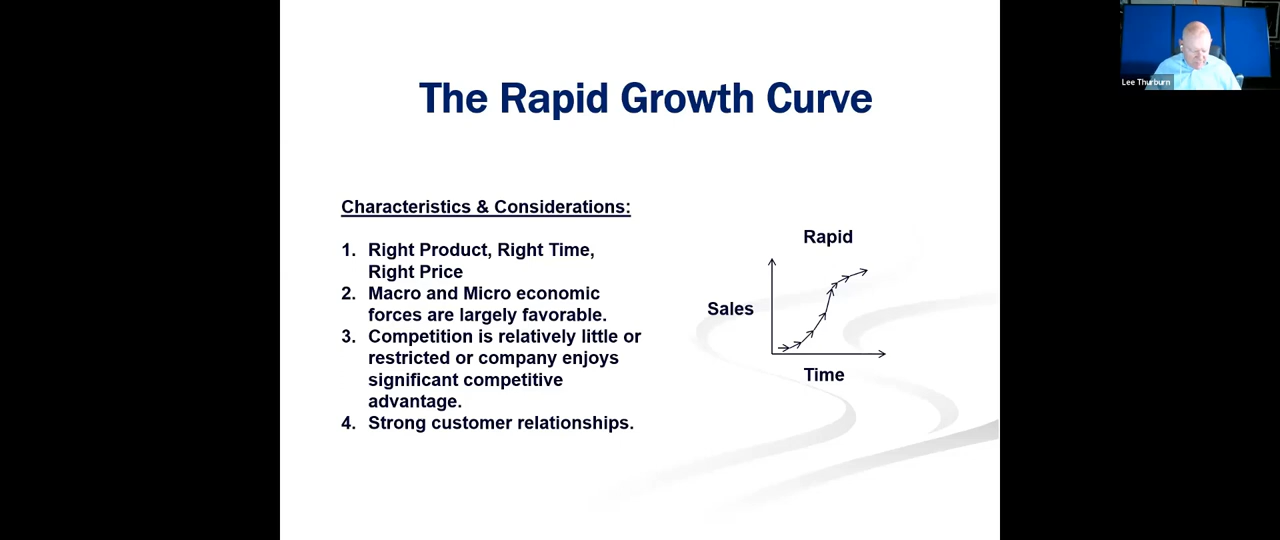 Lee Thurburn
The Rapid Growth Curve
Characteristics & Considerations:
1. Right Product, Right Time,
Right Price
2. Macro and Micro economic
forces are largely favorable.
3. Competition is relatively little or
restricted or company enjoys
significant competitive
advantage.
4. Strong customer relationships.
Rapid
Sales
Time